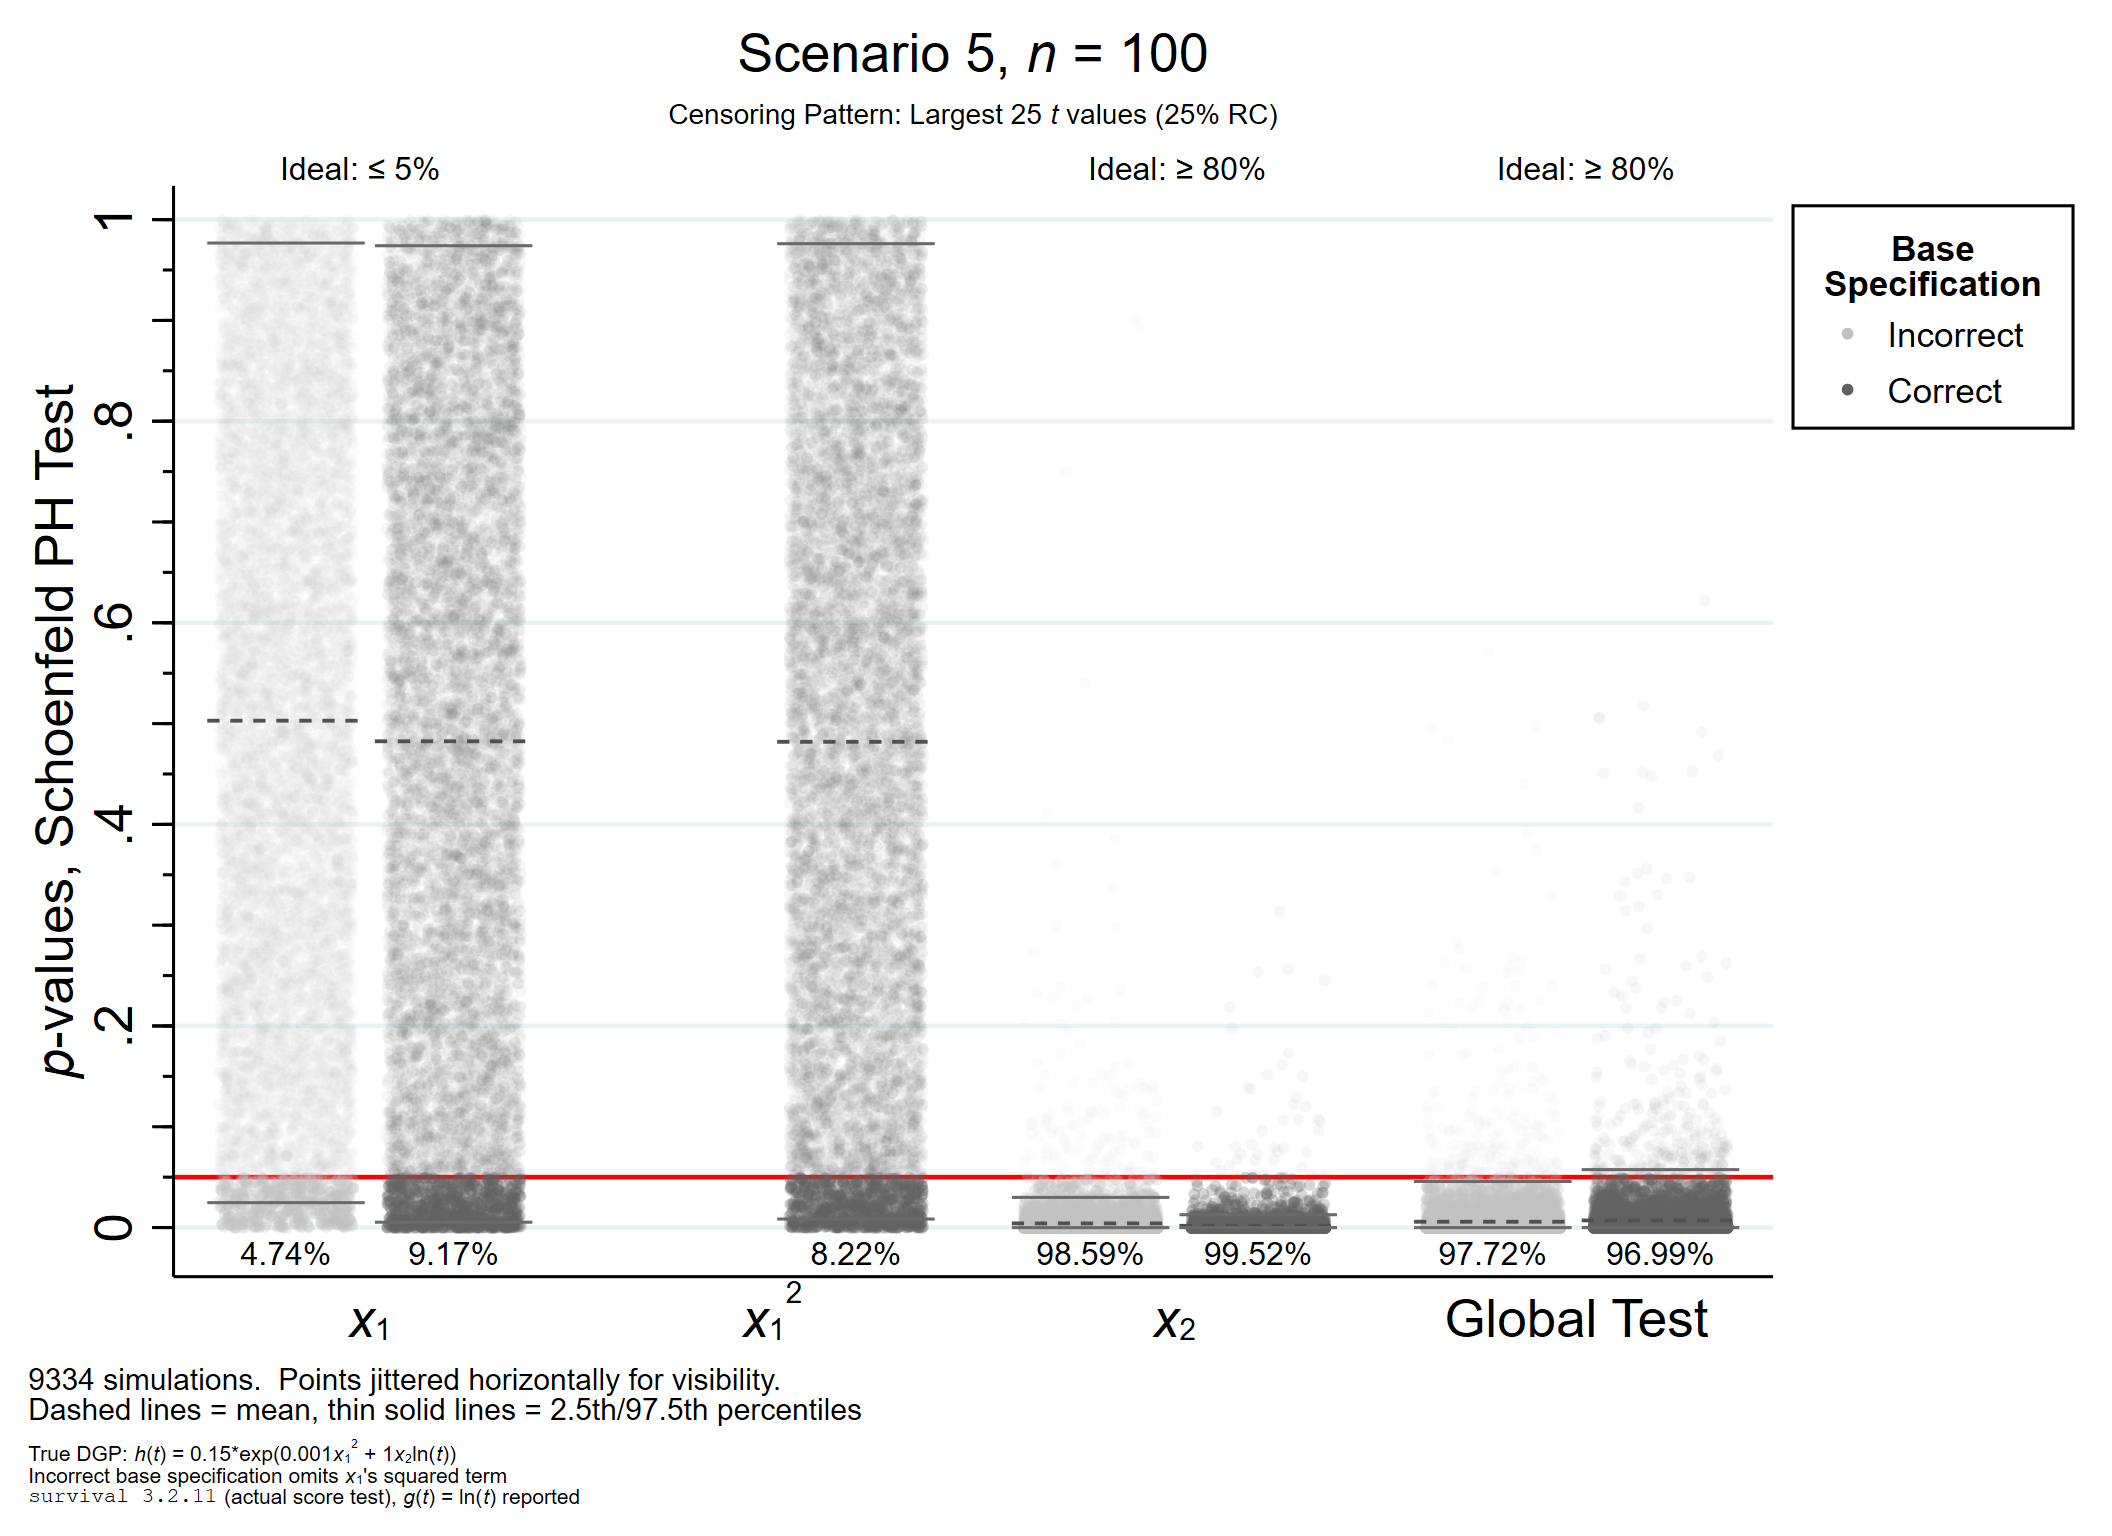 Scenario 5, n = 100
Censoring Pattern: Largest 25 t values (25% RC)
Ideal: ≤ 5%
Ideal: ≥ 80%
Ideal: ≥ 80%
p-values, Schoenfeld PH Test
1
.8
.6
.4
.2
0
Base
Specification
Incorrect
Correct
4.74%
9.17%
8.22%
98.59%
99.52%
97.72%
96.99%
x₁
x₁²
x₂
Global Test
9334 simulations.  Points jittered horizontally for visibility.
Dashed lines = mean, thin solid lines = 2.5th/97.5th percentiles
True DGP: h(t) = 0.15*exp(0.001x₁² + 1x₂ln(t))
Incorrect base specification omits x₁'s squared term
survival 3.2.11 (actual score test), g(t) = ln(t) reported